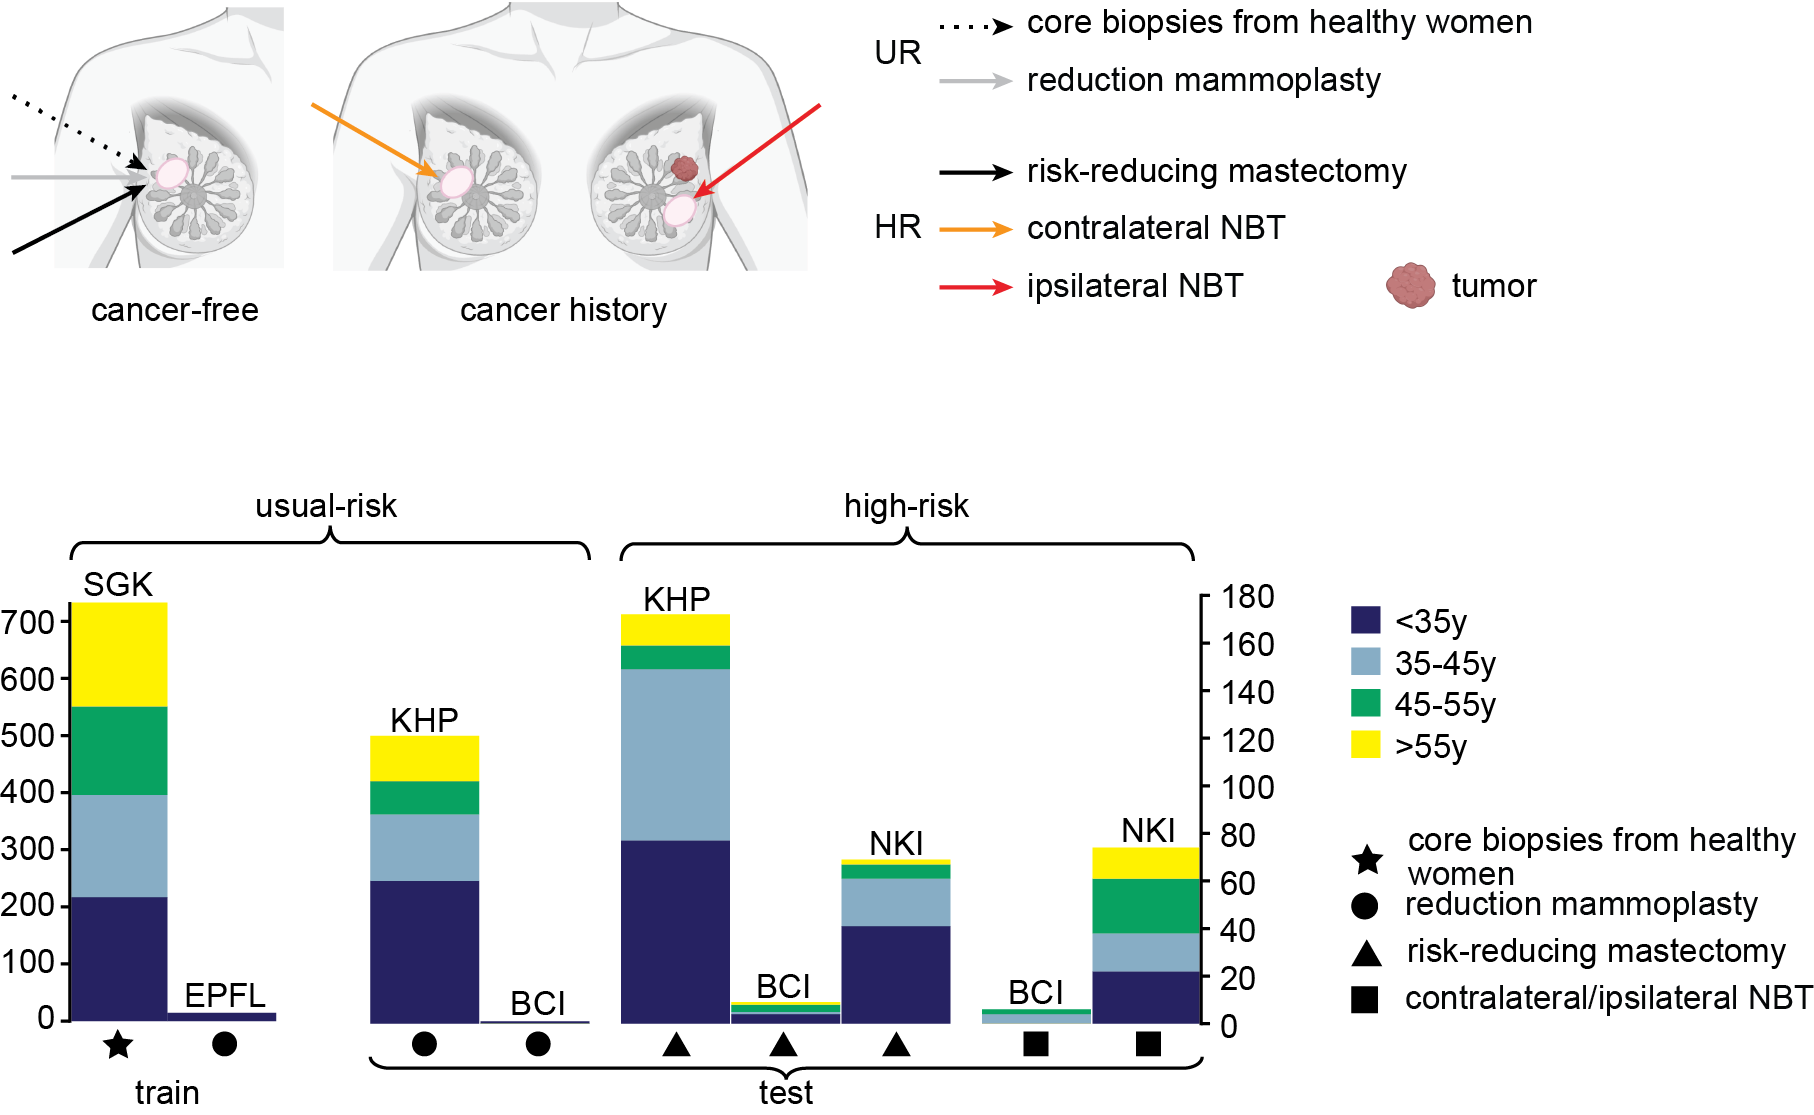 UR
core biopsies from healthy women
reduction mammoplasty
HR
risk-reducing mastectomy
contralateral NBT
ipsilateral NBT
tumor
cancer-free
cancer history
usual-risk
high-risk
SGK
EPFL
KHP
BCI
KHP
BCI
NKI
BCI
NKI
700
600
500
400
300
200
100
0
180
160
140
120
100
80
60
40
20
0
<35y
35-45y
45-55y
>55y
core biopsies from healthy
women
reduction mammoplasty
risk-reducing mastectomy
contralateral/ipsilateral NBT
train
test